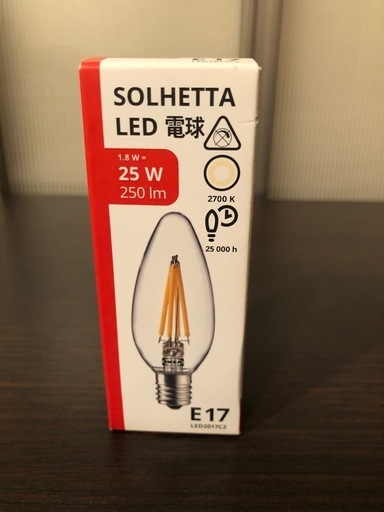 SOLHETTA
LED 電球
1.8 W =
25 W
250 lm
2700 K
25 000 h
E17
LED2017C2